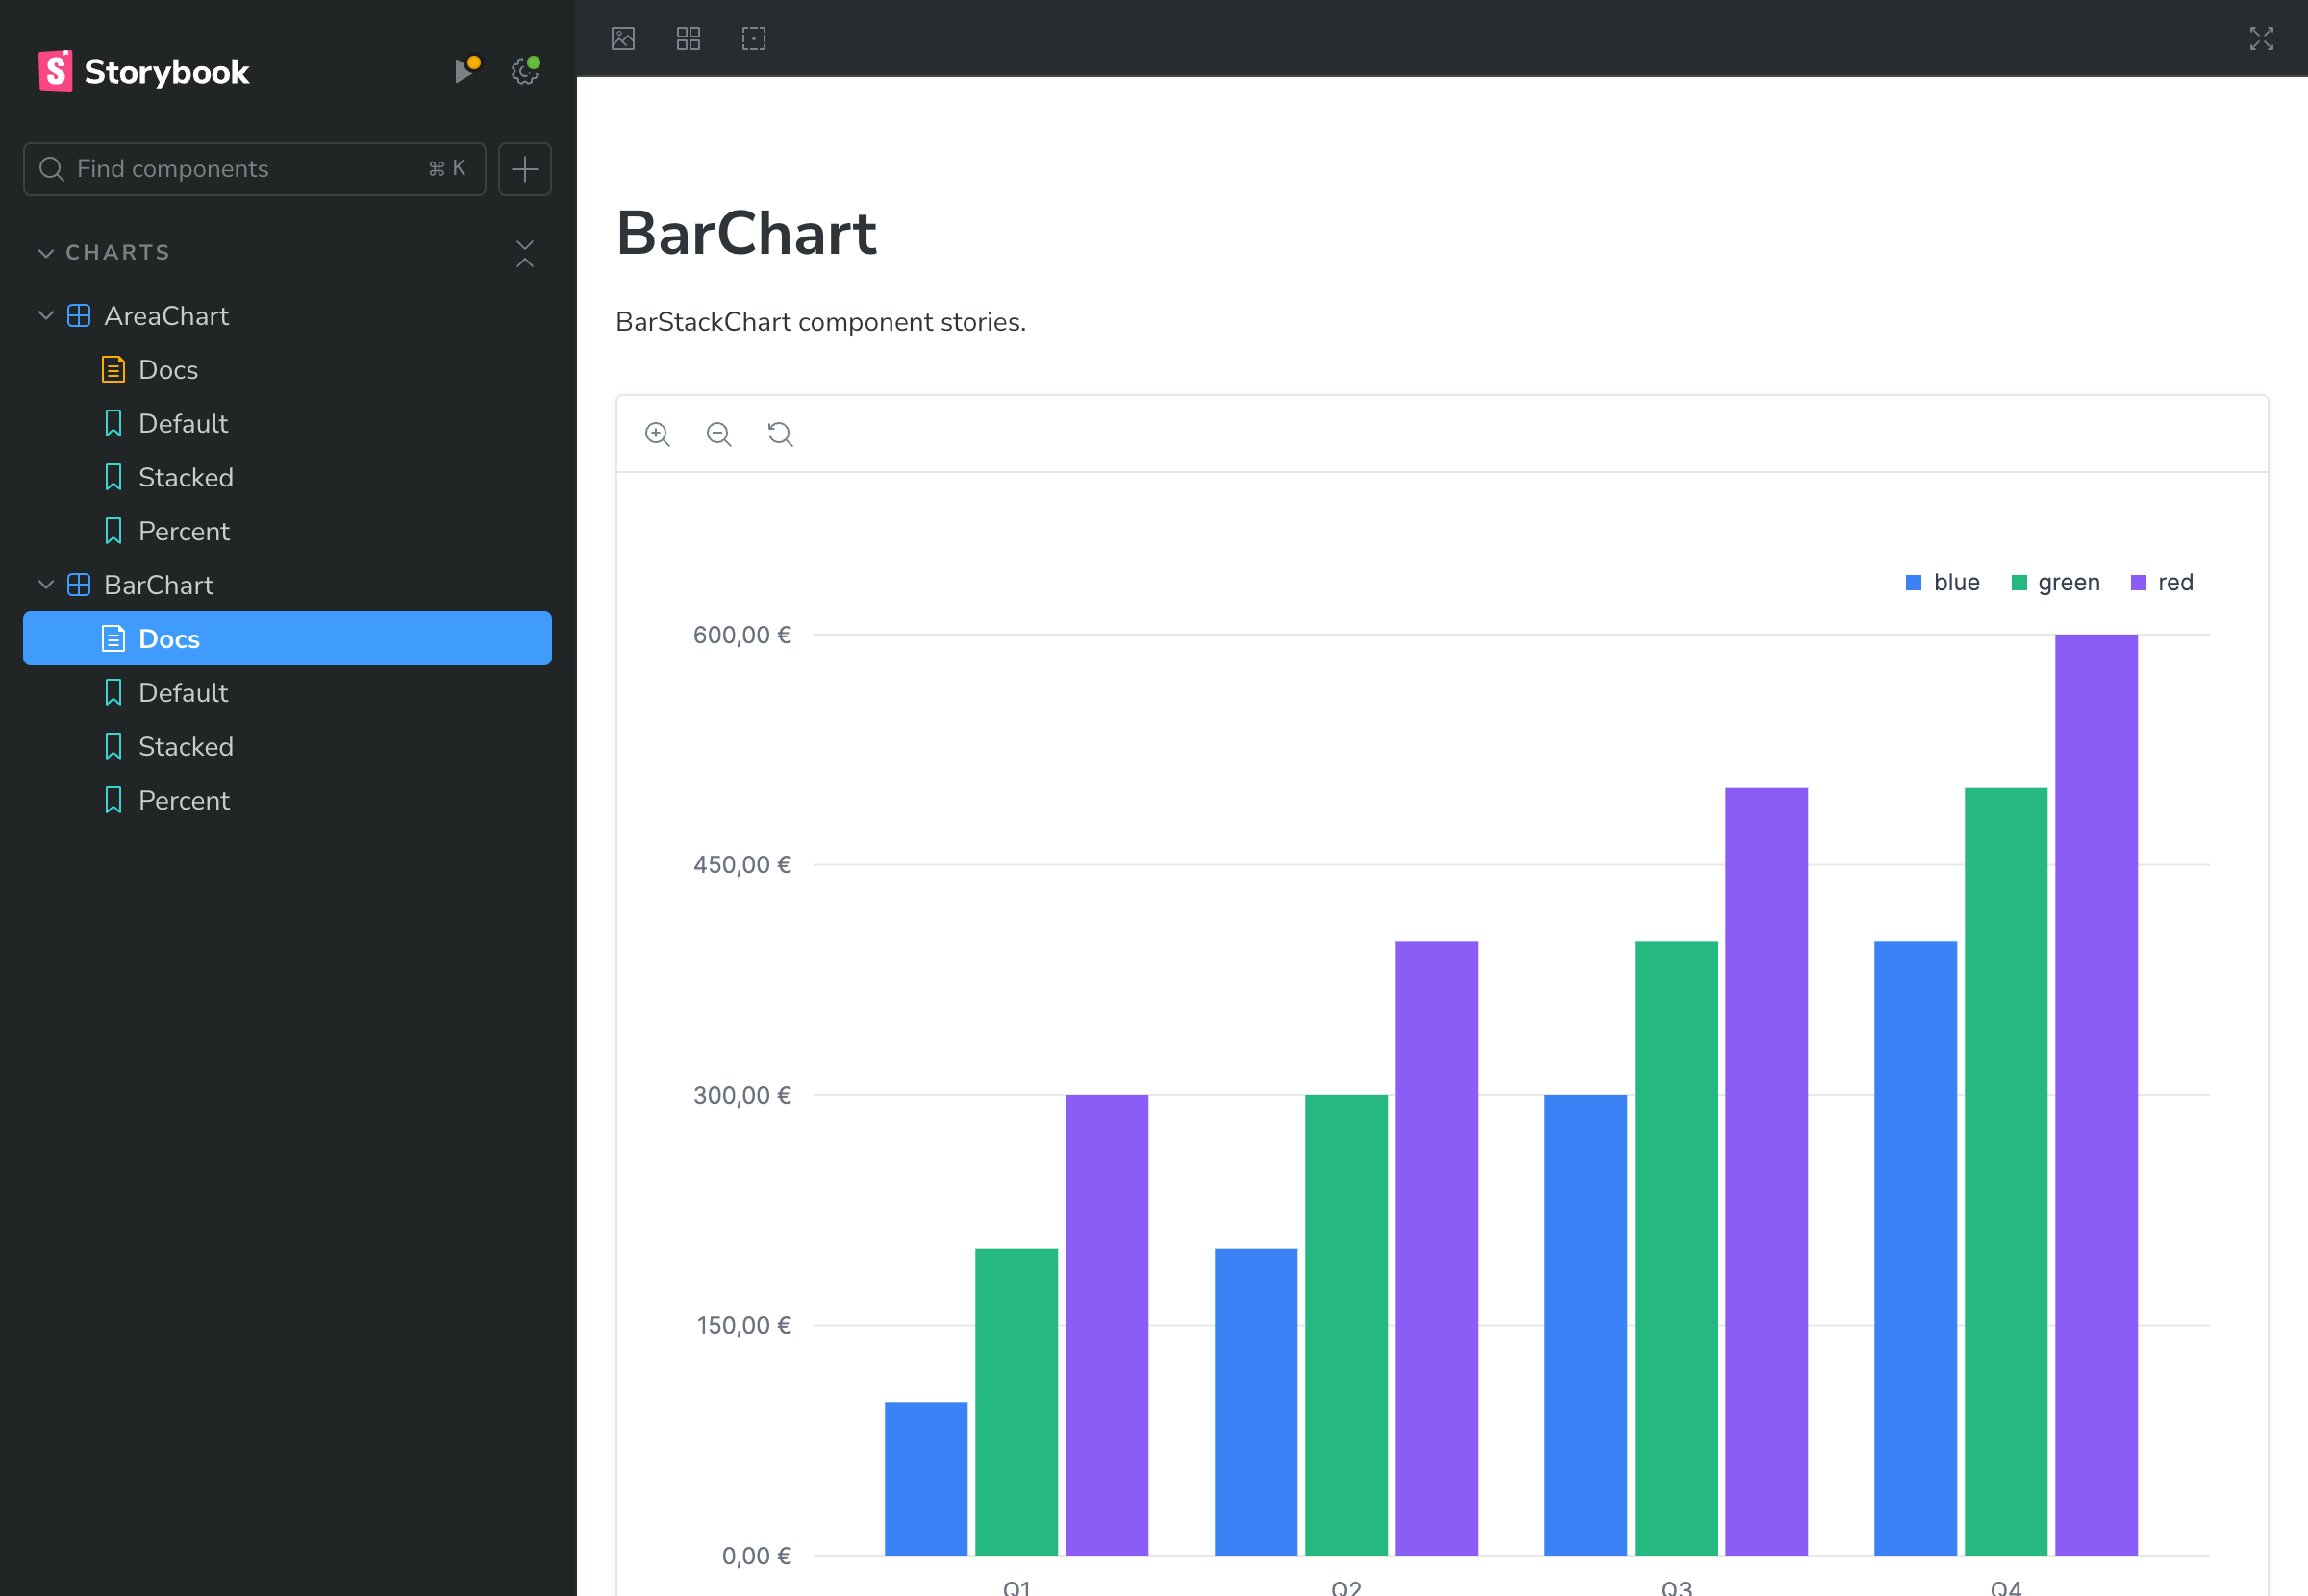 Storybook
Find components
⌘ K
CHARTS
AreaChart
Docs
Default
Stacked
Percent
BarChart
Docs
Default
Stacked
Percent
BarChart
BarStackChart component stories.
blue green red
600,00 €
450,00 €
300,00 €
150,00 €
0,00 €
Q1 Q2 Q3 Q4